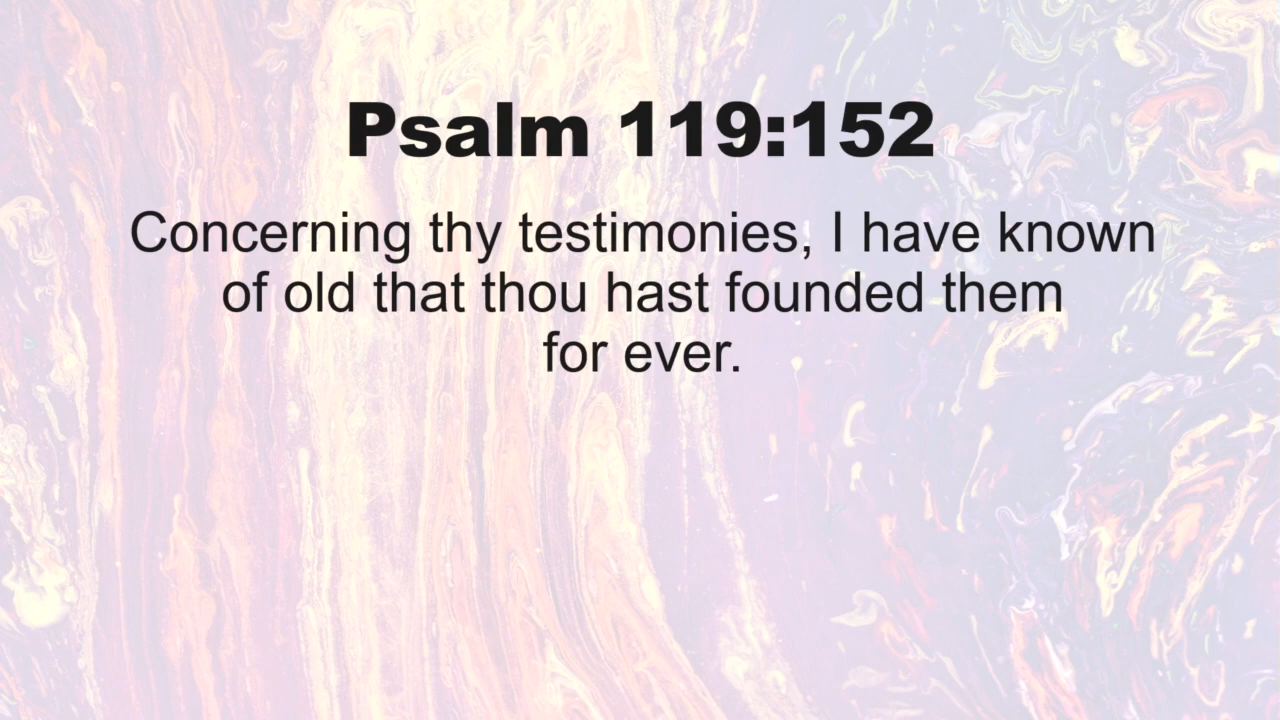 Psalm 119:152
Concerning thy testimonies, I have known
of old that thou hast founded them
for ever.